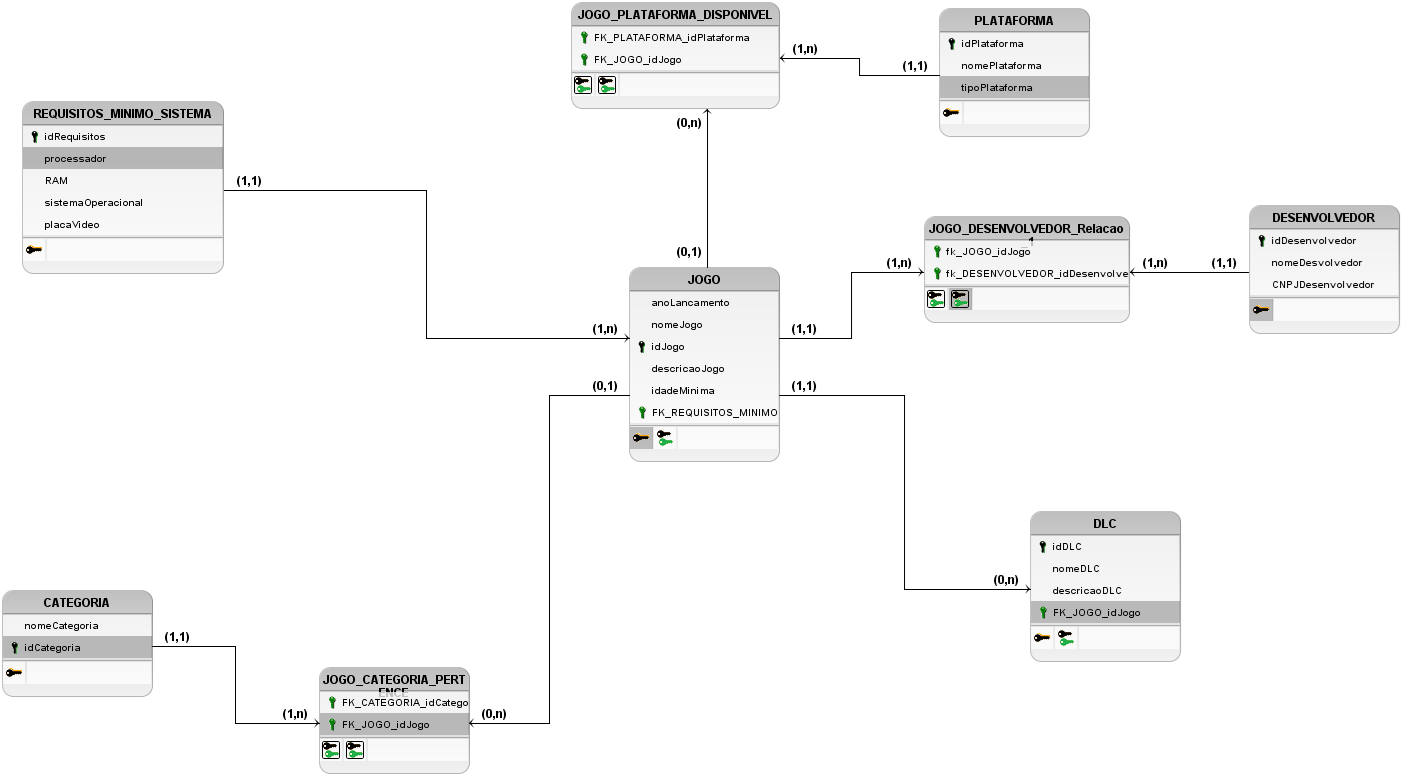 JOGO_PLATAFORMA_DISPONIVEL
FK_PLATAFORMA_idPlataforma
FK_JOGO_idJogo
(1,n)
(1,1)
PLATAFORMA
idPlataforma
nomePlataforma
tipoPlataforma
(0,n)
REQUISITOS_MINIMO_SISTEMA
idRequisitos
processador
RAM
sistemaOperacional
placaVideo
(1,1)
JOGO_DESENVOLVEDOR_Relacao
fk_JOGO_idJogo
fk_DESENVOLVEDOR_idDesenvolve
(1,n)
(1,n)
(1,1)
DESENVOLVEDOR
idDesenvolvedor
nomeDesvolvedor
CNPJDesenvolvedor
(0,1)
JOGO
anoLancamento
nomeJogo
idJogo
descricaoJogo
idadeMinima
FK_REQUISITOS_MINIMO
(1,n)
(1,1)
(0,1)
(1,1)
DLC
idDLC
nomeDLC
descricaoDLC
FK_JOGO_idJogo
(0,n)
CATEGORIA
nomeCategoria
idCategoria
(1,1)
JOGO_CATEGORIA_PERT
ENCE
FK_CATEGORIA_idCatego
FK_JOGO_idJogo
(1,n)
(0,n)